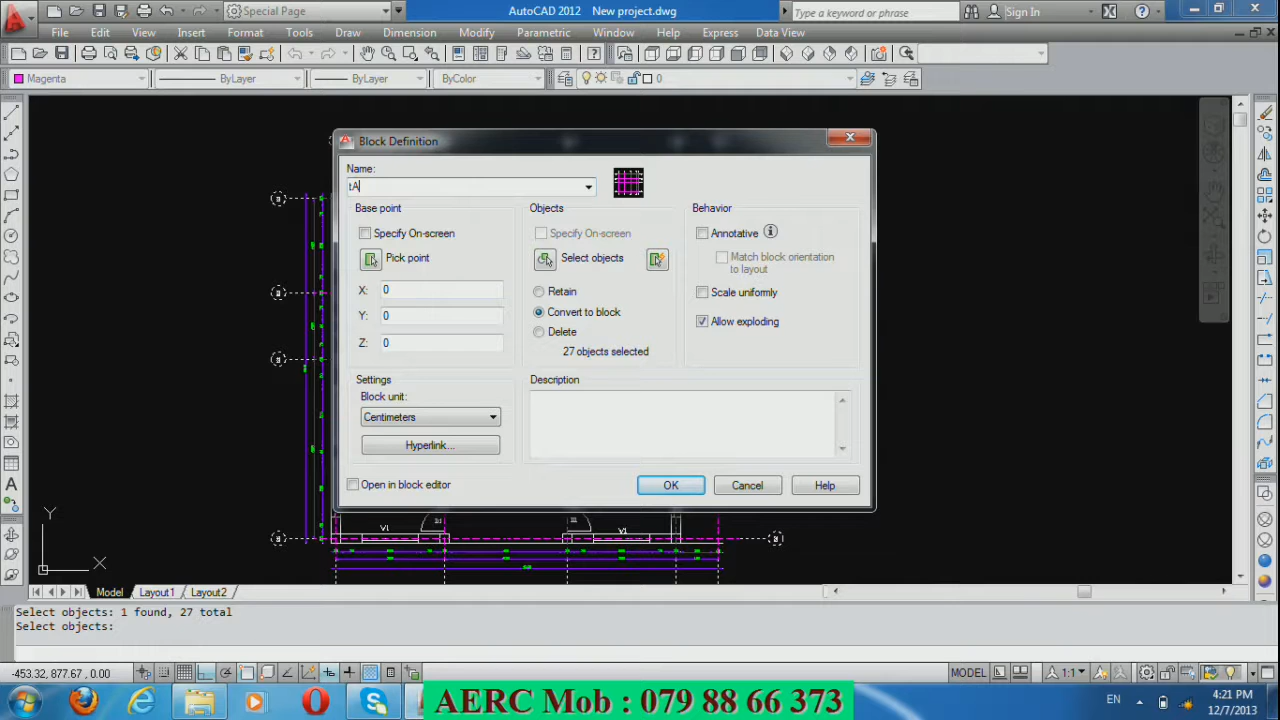 Special Page
AutoCAD 2012 New project.dwg
Type a keyword or phrase
Sign In
File Edit View Insert Format Tools Draw Dimension Modify Parametric Window Help Express Data View
Magenta ByLayer ByLayer ByColor 0
Block Definition
Name:
tA
Base point
Specify On-screen
Pick point
X: 0
Y: 0
Z: 0
Objects
Specify On-screen
Select objects
Retain
Convert to block
Delete
27 objects selected
Behavior
Annotative
Match block orientation
to layout
Scale uniformly
Allow exploding
Settings
Block unit:
Centimeters
Hyperlink...
Description
Open in block editor
OK Cancel Help
V1 V1
Y
X
Model Layout1 Layout2
Select objects: 1 found, 27 total
Select objects:
-453.32, 877.67 , 0.00
MODEL
1:1
AERC Mob : 079 88 66 373
EN
4:21 PM
12/7/2013